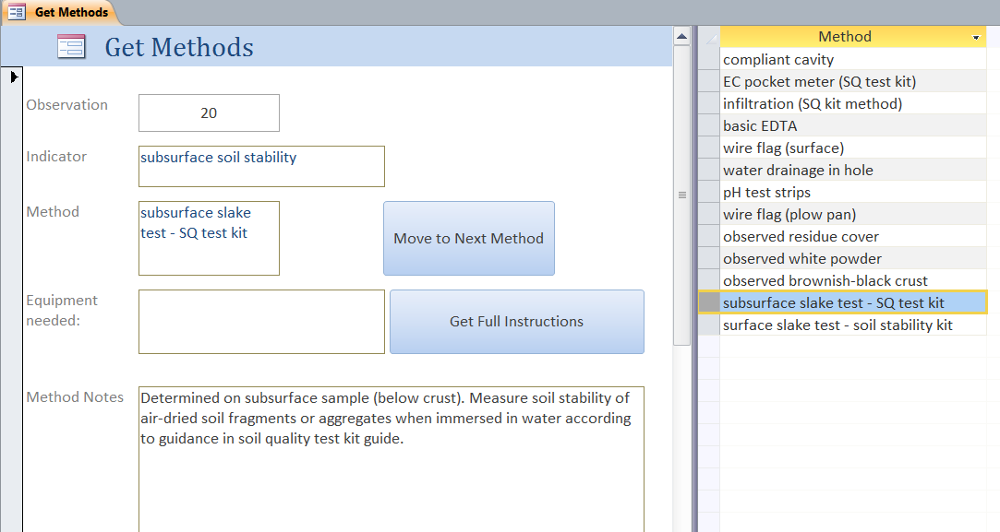 Get Methods
Get Methods
Observation
20
Indicator
subsurface soil stability
Method
subsurface slake
test - SQ test kit
Move to Next Method
Equipment
needed:
Get Full Instructions
Method Notes
Determined on subsurface sample (below crust). Measure soil stability of
air-dried soil fragments or aggregates when immersed in water according
to guidance in soil quality test kit guide.
Method
compliant cavity
EC pocket meter (SQ test kit)
infiltration (SQ kit method)
basic EDTA
wire flag (surface)
water drainage in hole
pH test strips
wire flag (plow pan)
observed residue cover
observed white powder
observed brownish-black crust
subsurface slake test - SQ test kit
surface slake test - soil stability kit